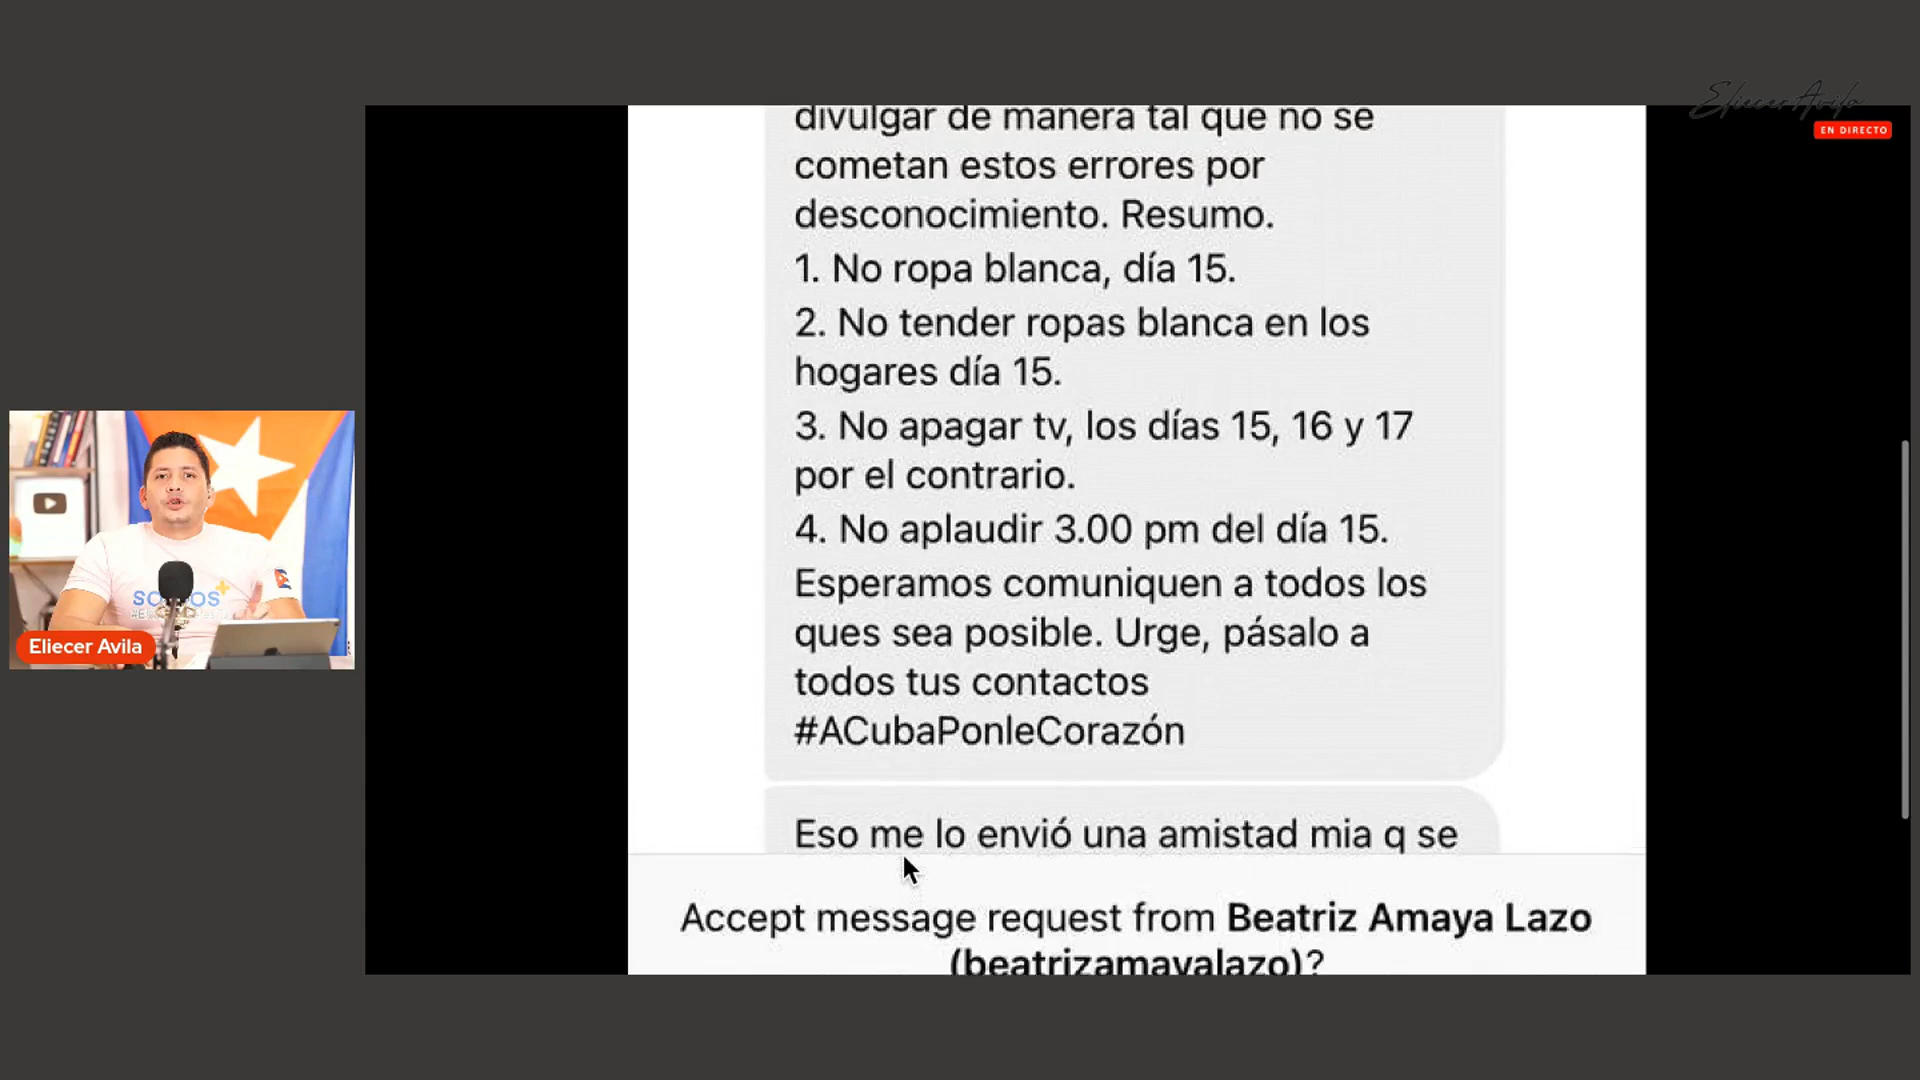 Eliecer Avila
EN DIRECTO
divulgar de manera tal que no se
cometan estos errores por
desconocimiento. Resumo.
1. No ropa blanca, día 15.
2. No tender ropas blanca en los
hogares día 15.
3. No apagar tv, los días 15, 16 y 17
por el contrario.
4. No aplaudir 3.00 pm del día 15.
Esperamos comuniquen a todos los
ques sea posible. Urge, pásalo a
todos tus contactos
#ACubaPonleCorazón
Eso me lo envió una amistad mia q se
Accept message request from Beatriz Amaya Lazo
(beatrizamayalazo)?
Eliecer Avila